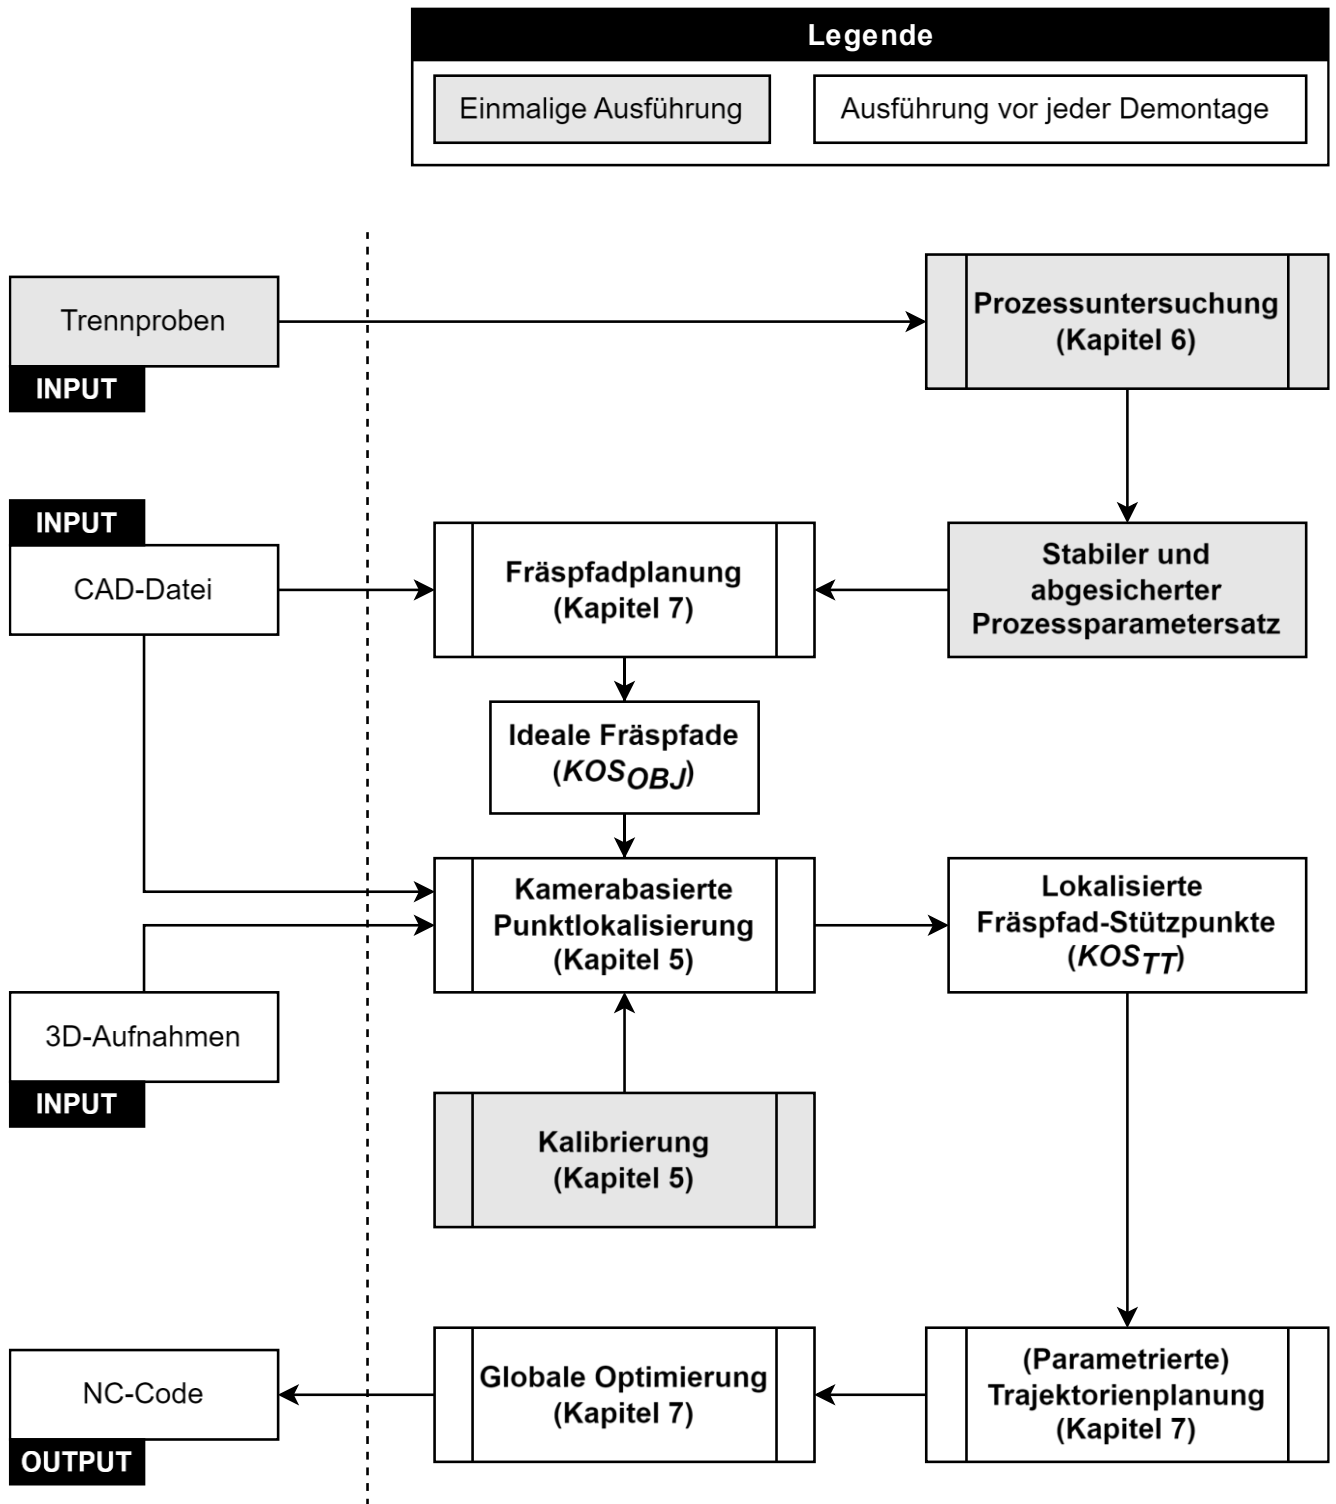 Legende
Einmalige Ausführung
Ausführung vor jeder Demontage
Trennproben
INPUT
Prozessuntersuchung
(Kapitel 6)
INPUT
CAD-Datei
Fräspfadplanung
(Kapitel 7)
Stabiler und
abgesicherter
Prozessparametersatz
Ideale Fräspfade
(KOS_OBJ)
Kamerabasierte
Punktlokalisierung
(Kapitel 5)
Lokalisierte
Fräspfad-Stützpunkte
(KOS_TT)
3D-Aufnahmen
INPUT
Kalibrierung
(Kapitel 5)
NC-Code
OUTPUT
Globale Optimierung
(Kapitel 7)
(Parametrierte)
Trajektorienplanung
(Kapitel 7)